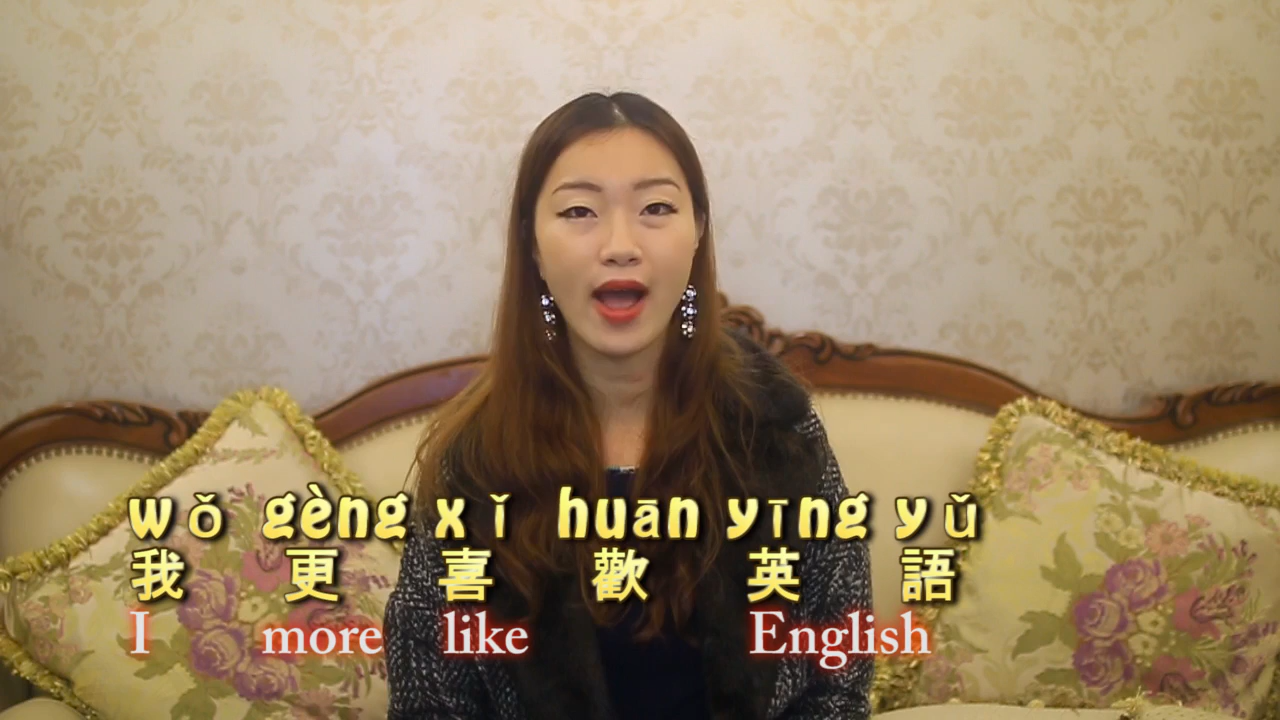 wǒ gèng xǐ huān yīng yǔ
我 更 喜 歡 英 語
I more like English